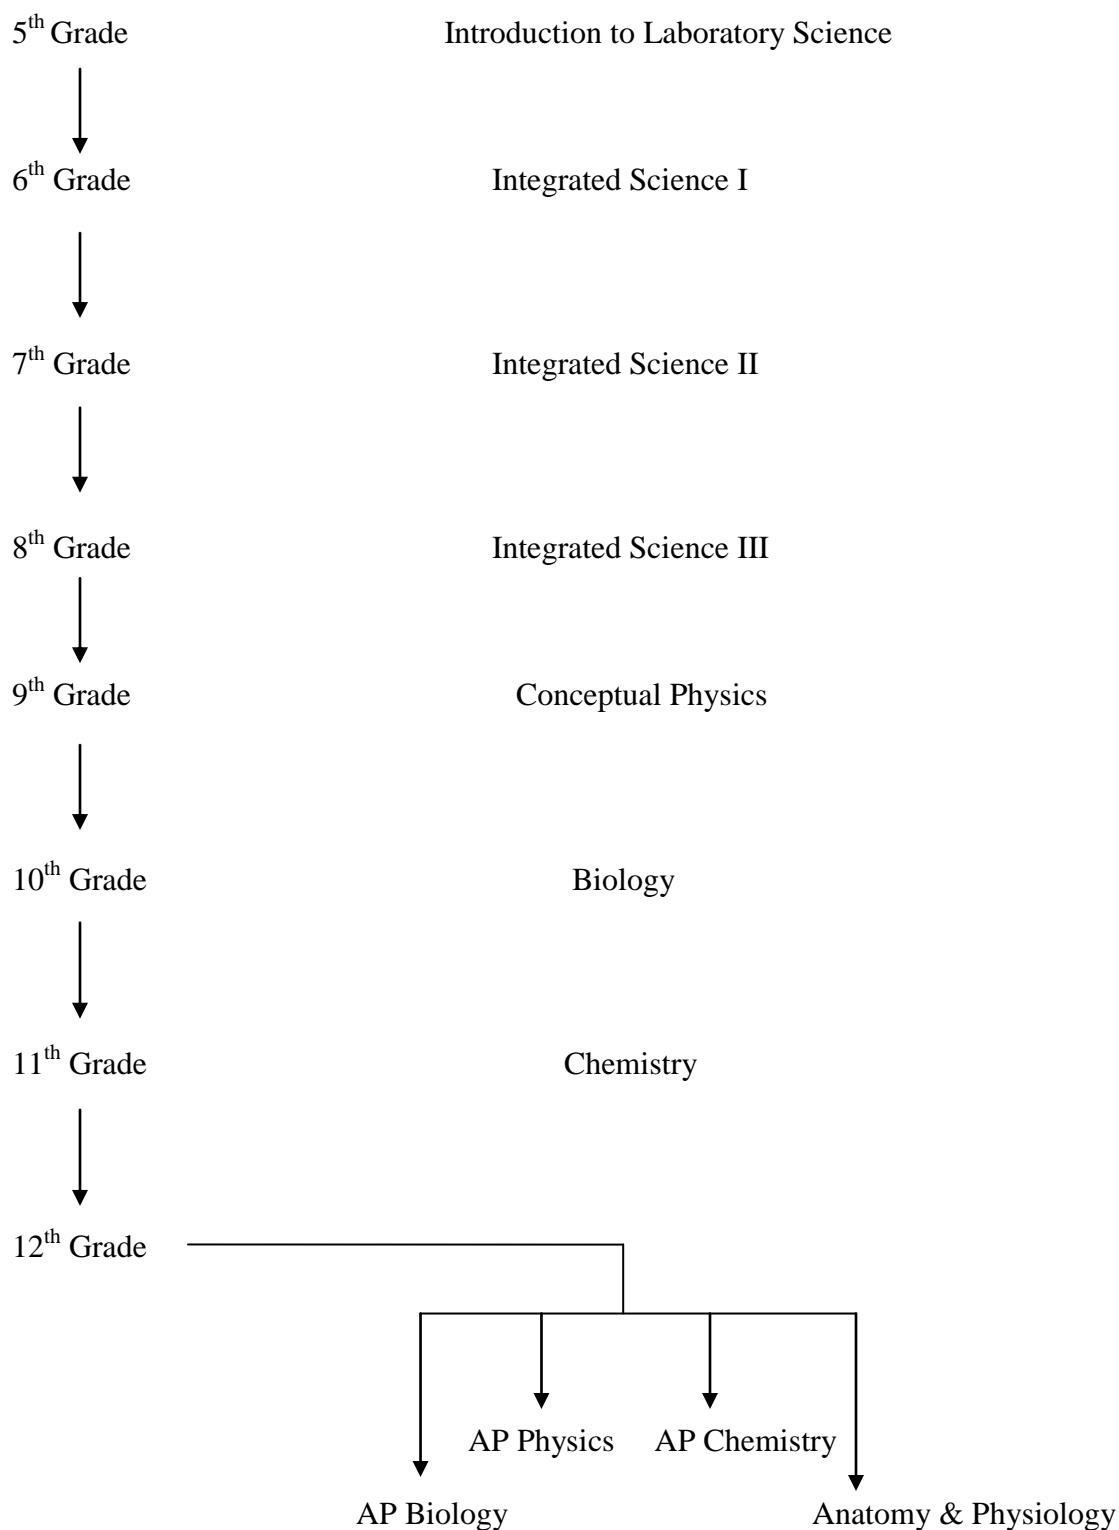 5th Grade Introduction to Laboratory Science
6th Grade Integrated Science I
7th Grade Integrated Science II
8th Grade Integrated Science III
9th Grade Conceptual Physics
10th Grade Biology
11th Grade Chemistry
12th Grade
AP Physics AP Chemistry
AP Biology Anatomy & Physiology